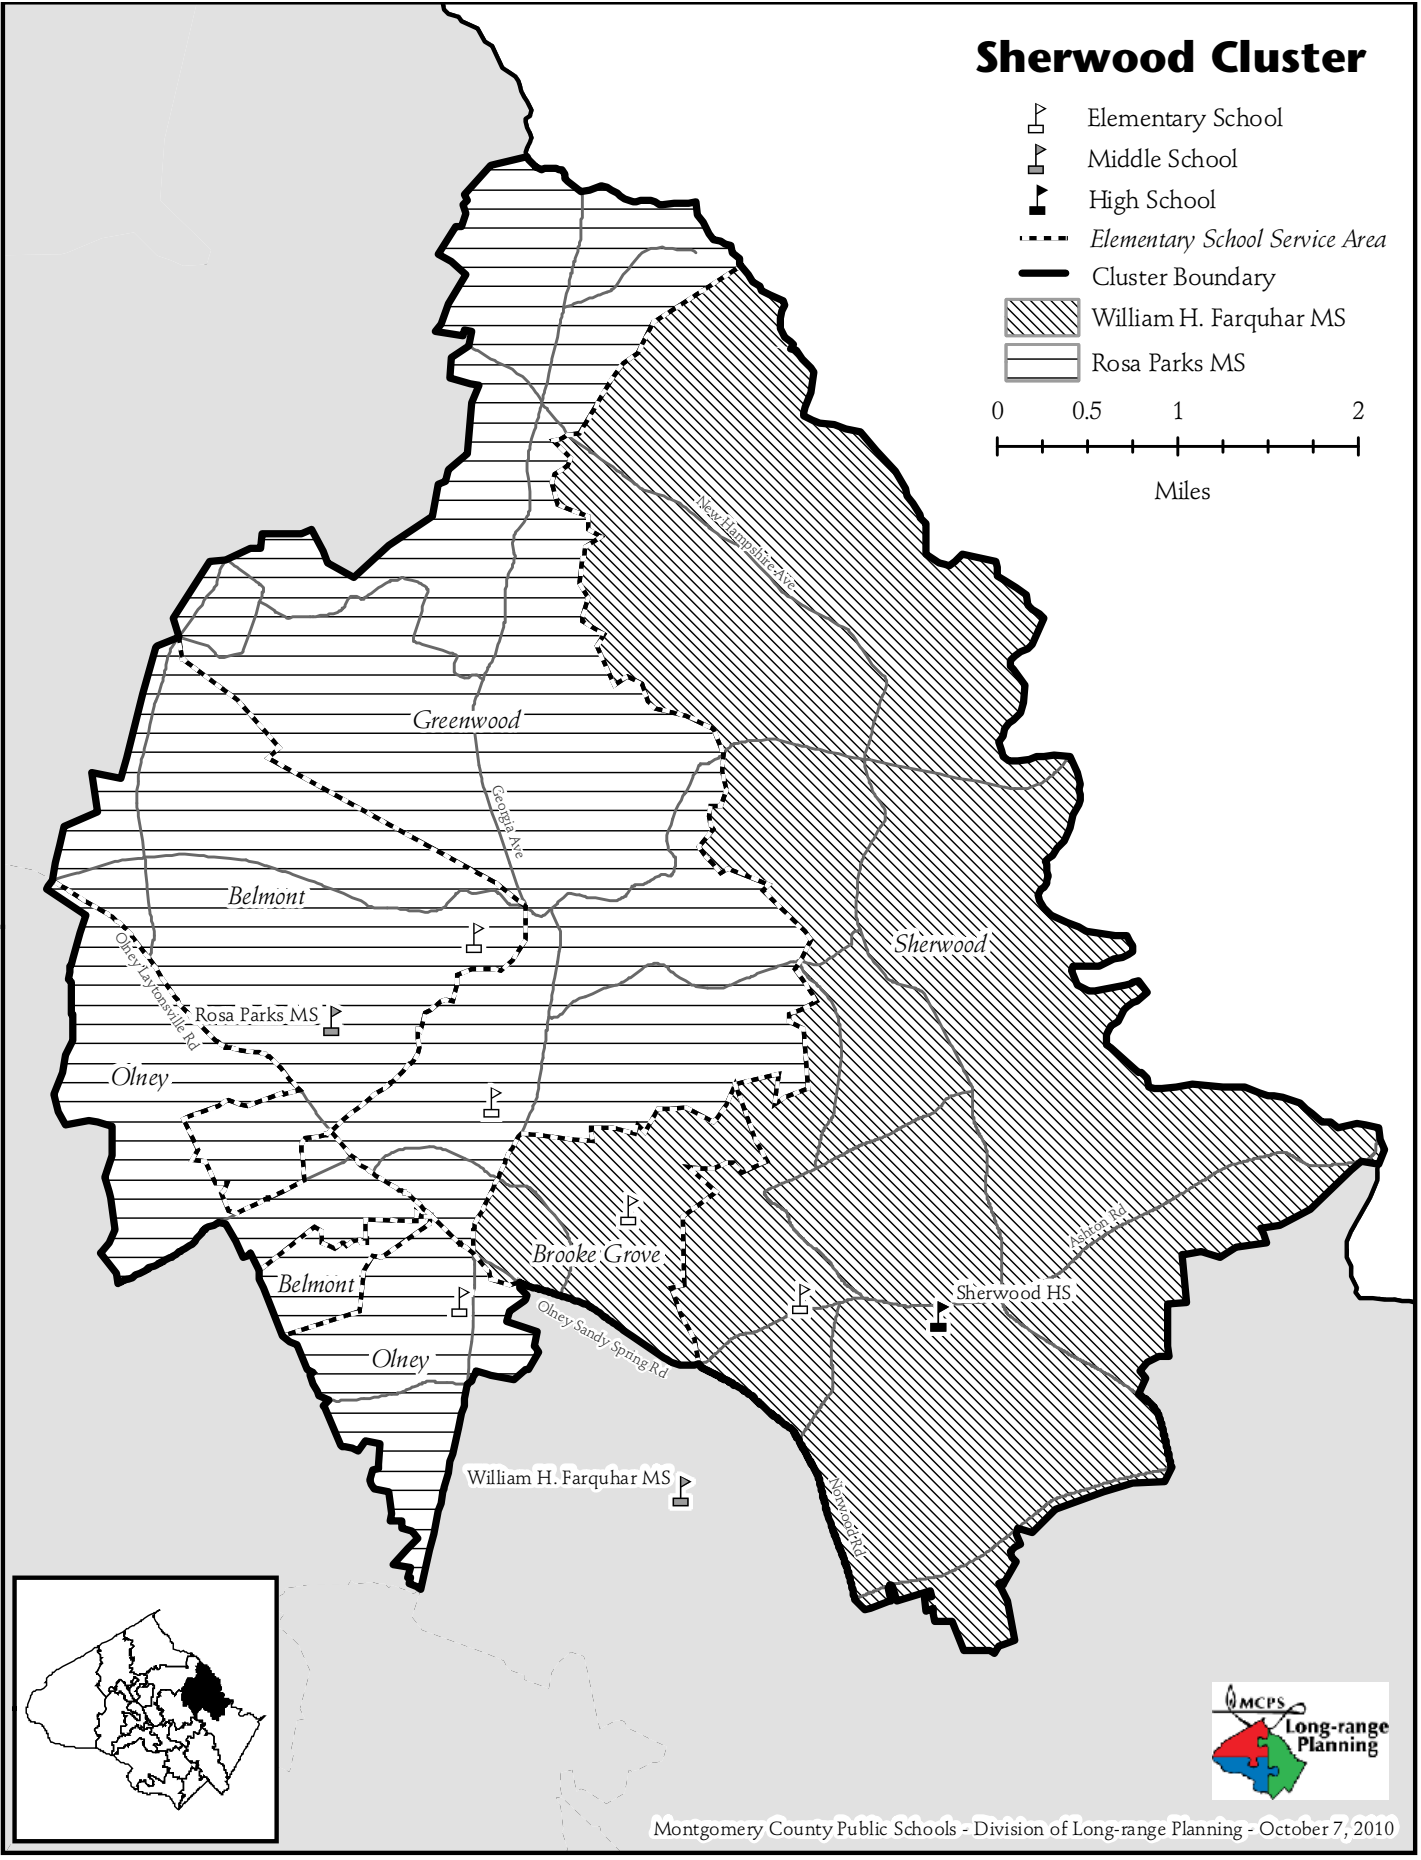 Sherwood Cluster
Elementary School
Middle School
High School
Elementary School Service Area
Cluster Boundary
William H. Farquhar MS
Rosa Parks MS
0 0.5 1 2
Miles
New Hampshire Ave
Greenwood
Georgia Ave
Belmont
Sherwood
Olney Laytonsville Rd
Rosa Parks MS
Olney
Ashton Rd
Brooke Grove
Belmont
Sherwood HS
Olney Sandy Spring Rd
Olney
William H. Farquhar MS
Norwood Rd
MCPS
Long-range
Planning
Montgomery County Public Schools - Division of Long-range Planning - October 7, 2010